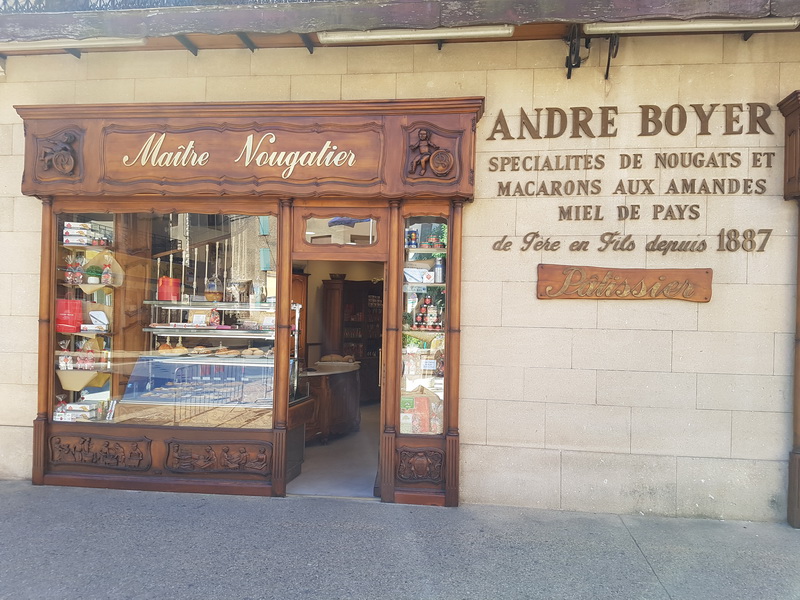 Maître Nougatier
ANDRE BOYER
SPECIALITES DE NOUGATS ET
MACARONS AUX AMANDES
MIEL DE PAYS
de Père en Fils depuis 1887
Pâtissier